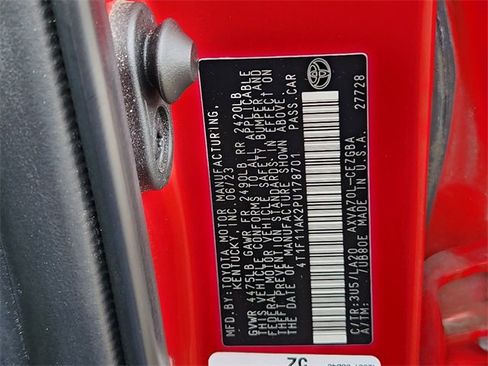 MFD.BY: TOYOTA MOTOR MANUFACTURING,
KENTUCKY, INC. 06/23
GVWR 4475LB GAWR FR 2490LB RR 2420LB
THIS VEHICLE CONFORMS TO ALL APPLICABLE
FEDERAL MOTOR VEHICLE SAFETY, BUMPER AND
THEFT PREVENTION STANDARDS IN EFFECT ON
THE DATE OF MANUFACTURE SHOWN ABOVE.
4T1F11AK2PU178701 PASS.CAR
C/TR:3U5/LA20 AXVA70L-CEZGBA
A/TM: /UB80E MADE IN U.S.A. 27728
JZ